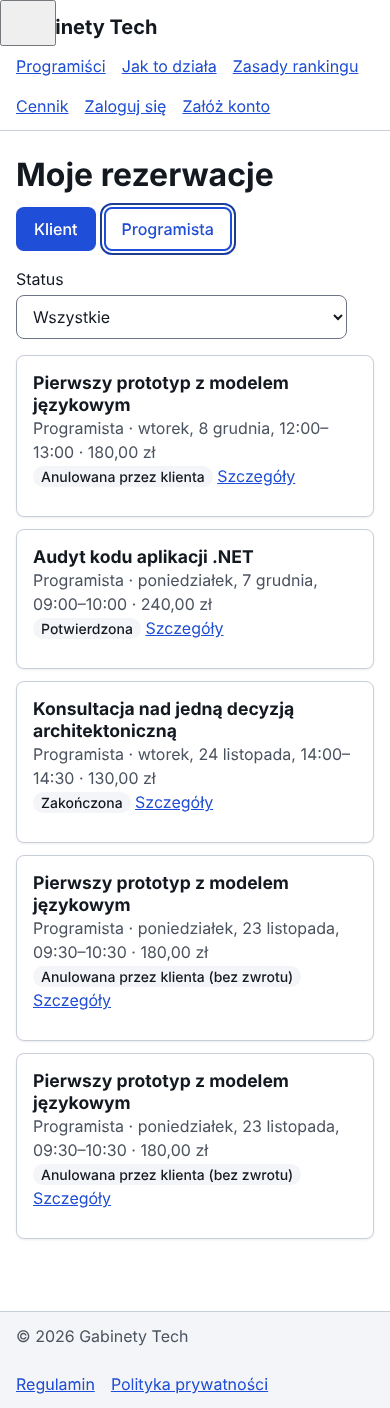 inety Tech
Programiści Jak to działa Zasady rankingu
Cennik Zaloguj się Załóż konto
Moje rezerwacje
Klient Programista
Status
Wszystkie
Pierwszy prototyp z modelem
językowym
Programista · wtorek, 8 grudnia, 12:00–
13:00 · 180,00 zł
Anulowana przez klienta Szczegóły
Audyt kodu aplikacji .NET
Programista · poniedziałek, 7 grudnia,
09:00–10:00 · 240,00 zł
Potwierdzona Szczegóły
Konsultacja nad jedną decyzją
architektoniczną
Programista · wtorek, 24 listopada, 14:00–
14:30 · 130,00 zł
Zakończona Szczegóły
Pierwszy prototyp z modelem
językowym
Programista · poniedziałek, 23 listopada,
09:30–10:30 · 180,00 zł
Anulowana przez klienta (bez zwrotu)
Szczegóły
Pierwszy prototyp z modelem
językowym
Programista · poniedziałek, 23 listopada,
09:30–10:30 · 180,00 zł
Anulowana przez klienta (bez zwrotu)
Szczegóły
© 2026 Gabinety Tech
Regulamin Polityka prywatności